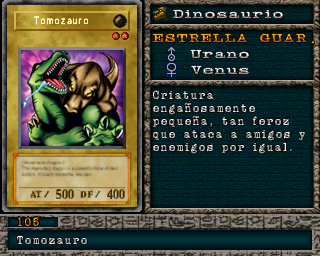 Tomozauro
AT/ 500 DF/ 400
Dinosaurio
ESTRELLA GUAR.
Urano
Venus
Criatura
engañosamente
pequeña, tan feroz
que ataca a amigos y
enemigos por igual.
105
Tomozauro